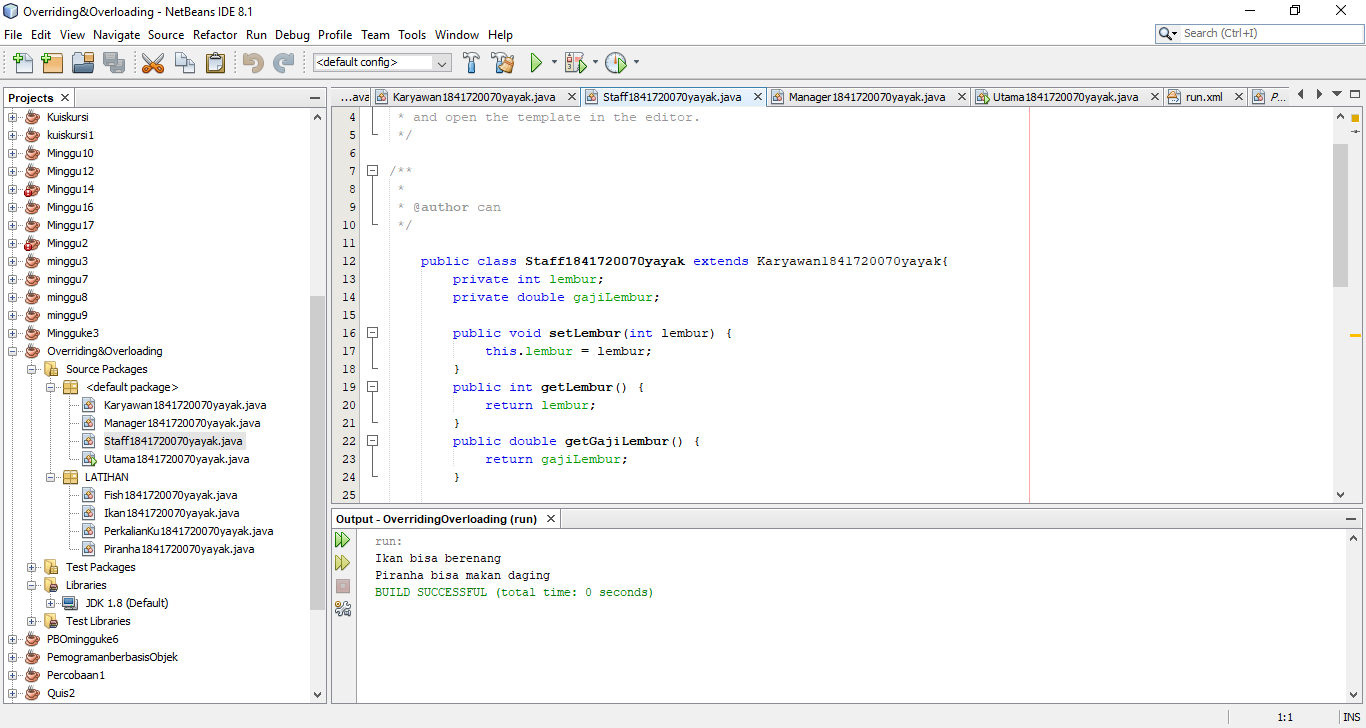 Overriding&Overloading - NetBeans IDE 8.1
File Edit View Navigate Source Refactor Run Debug Profile Team Tools Window Help
Search (Ctrl+I)
<default config>
Projects
Kuiskursi
kuiskursi1
Minggu10
Minggu12
Minggu14
Minggu16
Minggu17
Minggu2
minggu3
minggu7
minggu8
minggu9
Mingguke3
Overriding&Overloading
Source Packages
<default package>
Karyawan1841720070yayak.java
Manager1841720070yayak.java
Staff1841720070yayak.java
Utama1841720070yayak.java
LATIHAN
Fish1841720070yayak.java
Ikan1841720070yayak.java
PerkalianKu1841720070yayak.java
Piranha1841720070yayak.java
Test Packages
Libraries
JDK 1.8 (Default)
Test Libraries
PBOmingguke6
PemogramanberbasisObjek
Percobaan1
Quis2
...ava Karyawan1841720070yayak.java Staff1841720070yayak.java Manager1841720070yayak.java Utama1841720070yayak.java run.xml P...
4 * and open the template in the editor.
5 */
6
7 /**
8 *
9 * @author can
10 */
11
12 public class Staff1841720070yayak extends Karyawan1841720070yayak{
13 private int lembur;
14 private double gajiLembur;
15
16 public void setLembur(int lembur) {
17 this.lembur = lembur;
18 }
19 public int getLembur() {
20 return lembur;
21 }
22 public double getGajiLembur() {
23 return gajiLembur;
24 }
25
Output - OverridingOverloading (run)
run:
Ikan bisa berenang
Piranha bisa makan daging
BUILD SUCCESSFUL (total time: 0 seconds)
1:1 INS